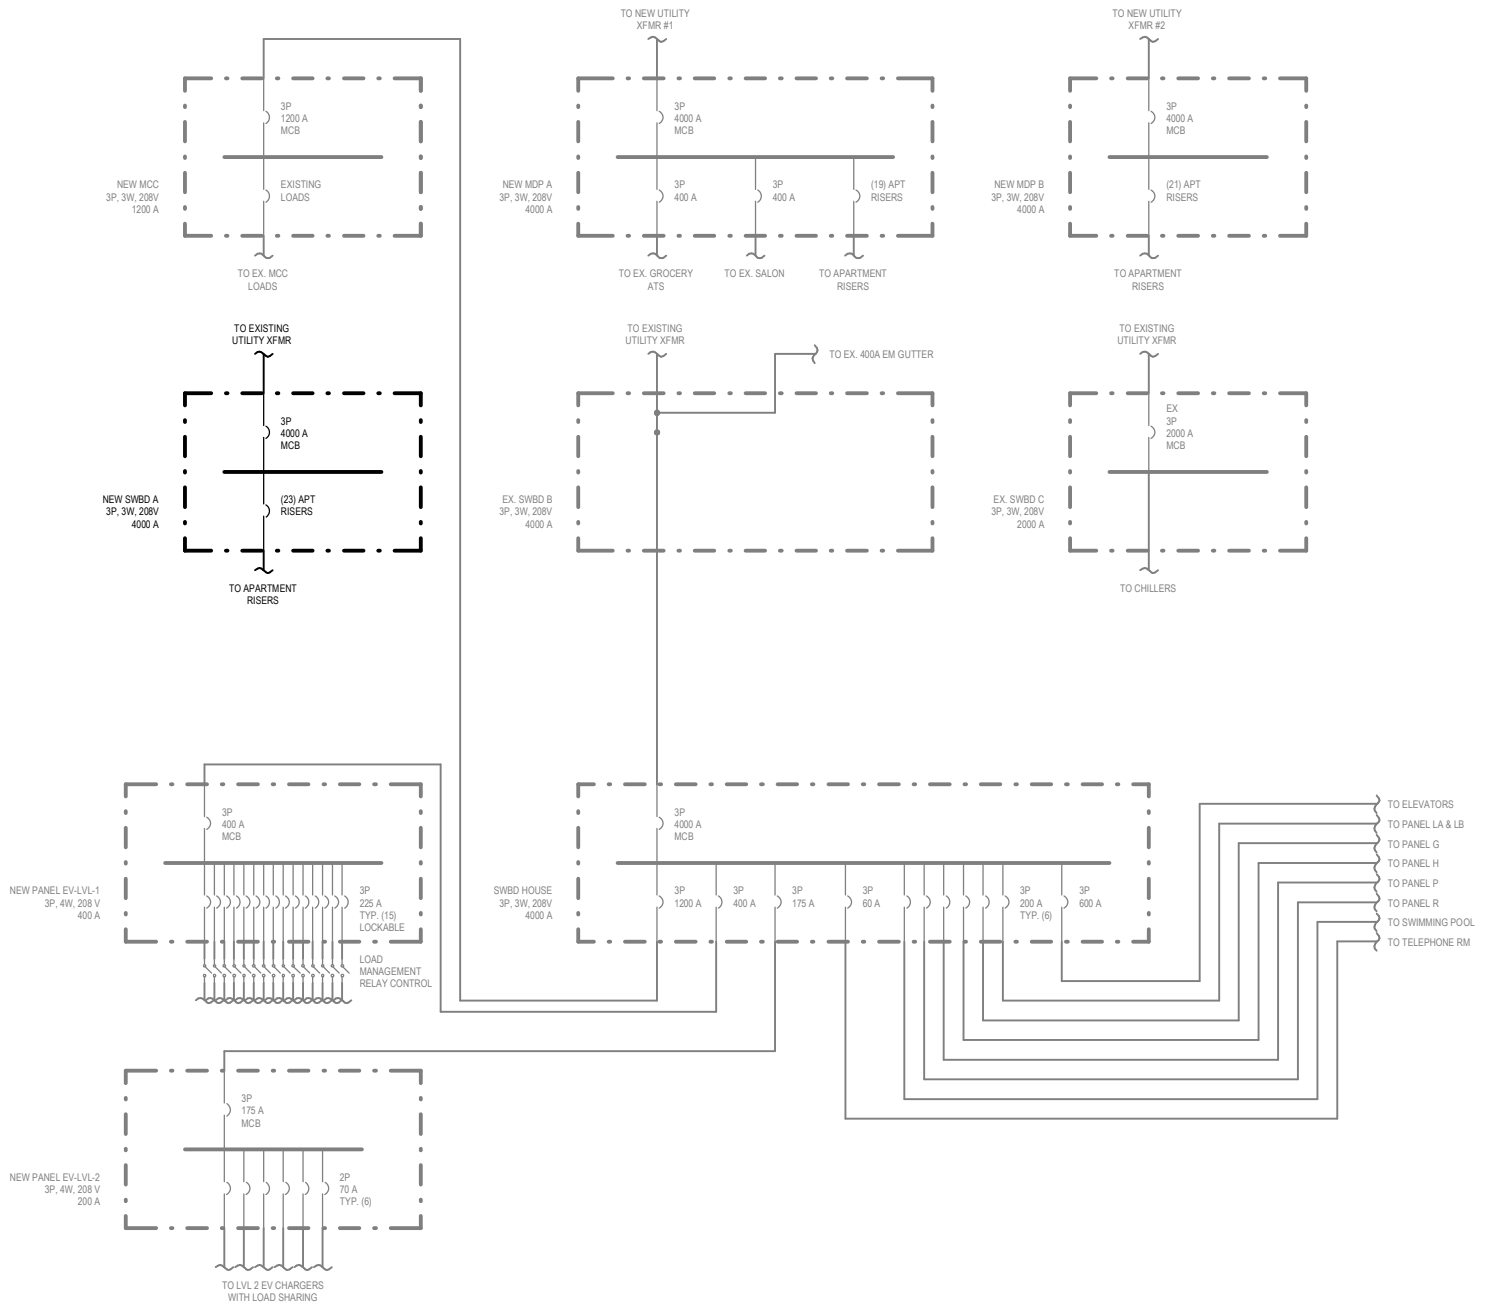 TO NEW UTILITY
XFMR #1
TO NEW UTILITY
XFMR #2
3P
1200 A
MCB
NEW MCC
3P, 3W, 208V
1200 A
EXISTING
LOADS
TO EX. MCC
LOADS
3P
4000 A
MCB
NEW MDP A
3P, 3W, 208V
4000 A
3P
400 A
3P
400 A
(19) APT
RISERS
TO EX. GROCERY
ATS
TO EX. SALON
TO APARTMENT
RISERS
3P
4000 A
MCB
NEW MDP B
3P, 3W, 208V
4000 A
(21) APT
RISERS
TO APARTMENT
RISERS
TO EXISTING
UTILITY XFMR
3P
4000 A
MCB
NEW SWBD A
3P, 3W, 208V
4000 A
(23) APT
RISERS
TO APARTMENT
RISERS
TO EXISTING
UTILITY XFMR
TO EX. 400A EM GUTTER
EX. SWBD B
3P, 3W, 208V
4000 A
TO EXISTING
UTILITY XFMR
EX
3P
2000 A
MCB
EX. SWBD C
3P, 3W, 208V
2000 A
TO CHILLERS
3P
400 A
MCB
NEW PANEL EV-LVL-1
3P, 4W, 208 V
400 A
3P
225 A
TYP. (15)
LOCKABLE
LOAD
MANAGEMENT
RELAY CONTROL
3P
4000 A
MCB
SWBD HOUSE
3P, 3W, 208V
4000 A
3P
1200 A
3P
400 A
3P
175 A
3P
60 A
3P
200 A
TYP. (6)
3P
600 A
TO ELEVATORS
TO PANEL LA & LB
TO PANEL G
TO PANEL H
TO PANEL P
TO PANEL R
TO SWIMMING POOL
TO TELEPHONE RM
3P
175 A
MCB
NEW PANEL EV-LVL-2
3P, 4W, 208 V
200 A
2P
70 A
TYP. (6)
TO LVL 2 EV CHARGERS
WITH LOAD SHARING